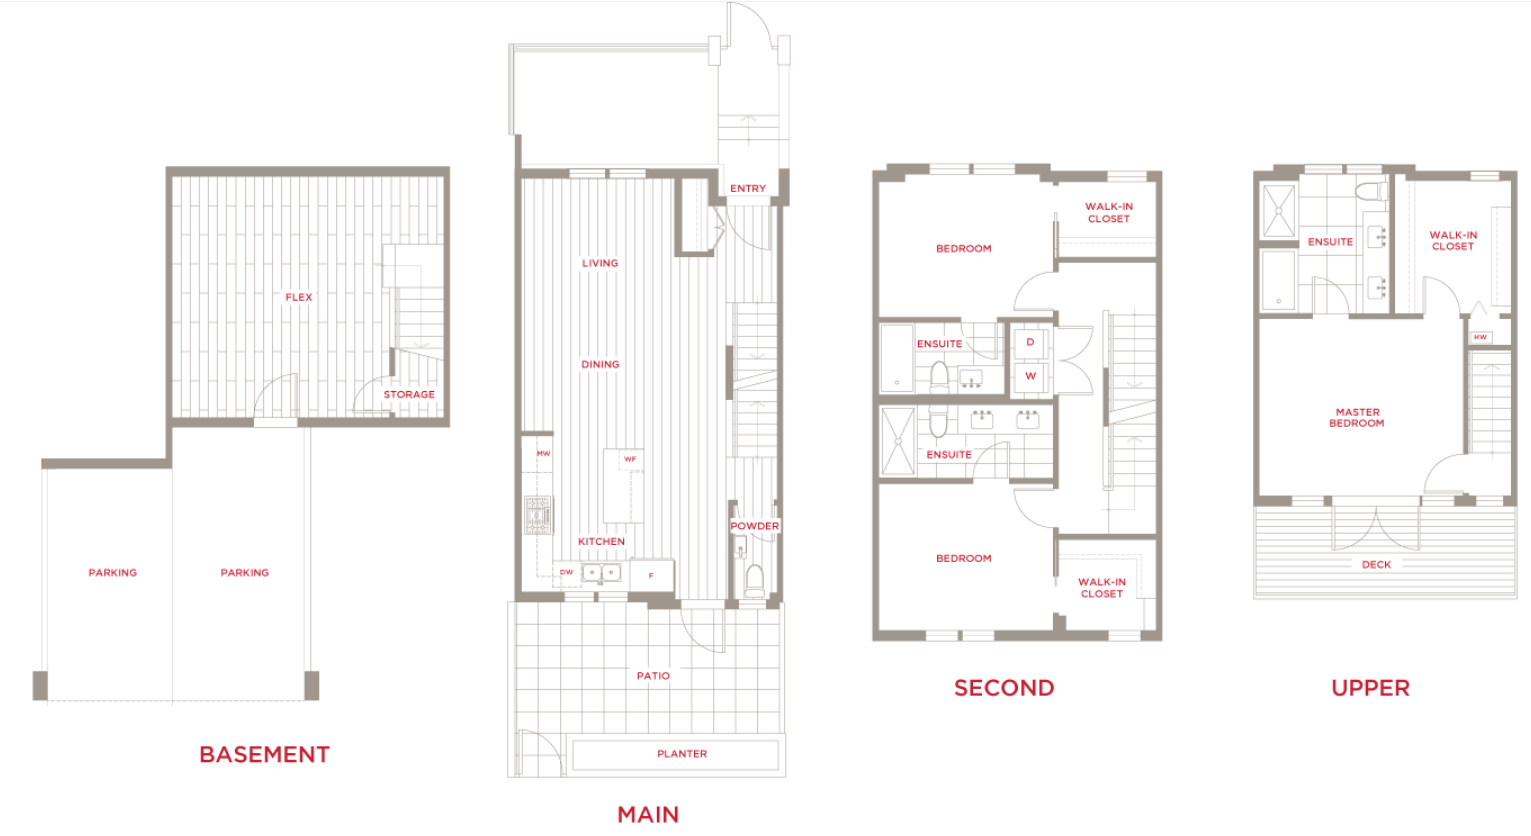 FLEX
STORAGE
PARKING
PARKING
BASEMENT
ENTRY
LIVING
DINING
MW
WF
POWDER
KITCHEN
DW
F
PATIO
PLANTER
MAIN
WALK-IN
CLOSET
BEDROOM
ENSUITE
D
W
ENSUITE
BEDROOM
WALK-IN
CLOSET
SECOND
ENSUITE
WALK-IN
CLOSET
HW
MASTER
BEDROOM
DECK
UPPER